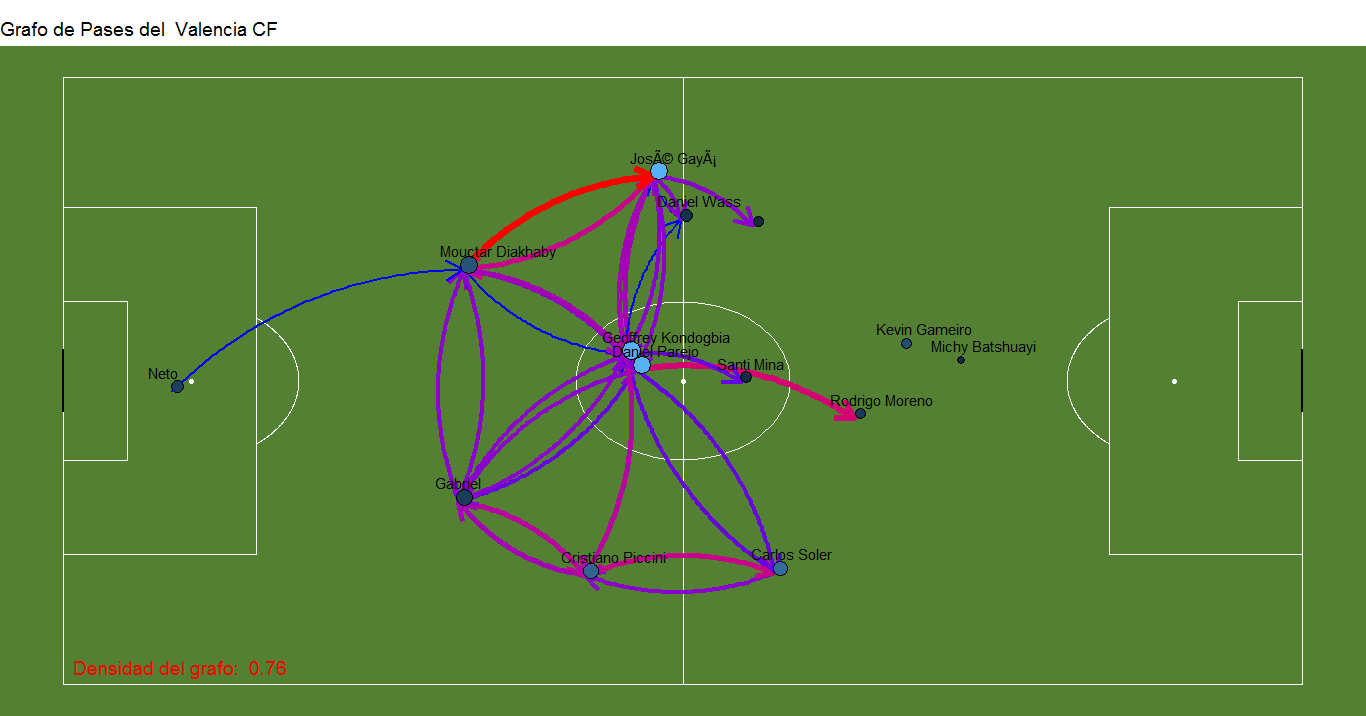 Grafo de Pases del  Valencia CF
JosÃ© GayÃ¡
Daniel Wass
Mouctar Diakhaby
Geoffrey Kondogbia
Daniel Parejo
Kevin Gameiro
Michy Batshuayi
Neto
Santi Mina
Rodrigo Moreno
Gabriel
Cristiano Piccini
Carlos Soler
Densidad del grafo:  0.76